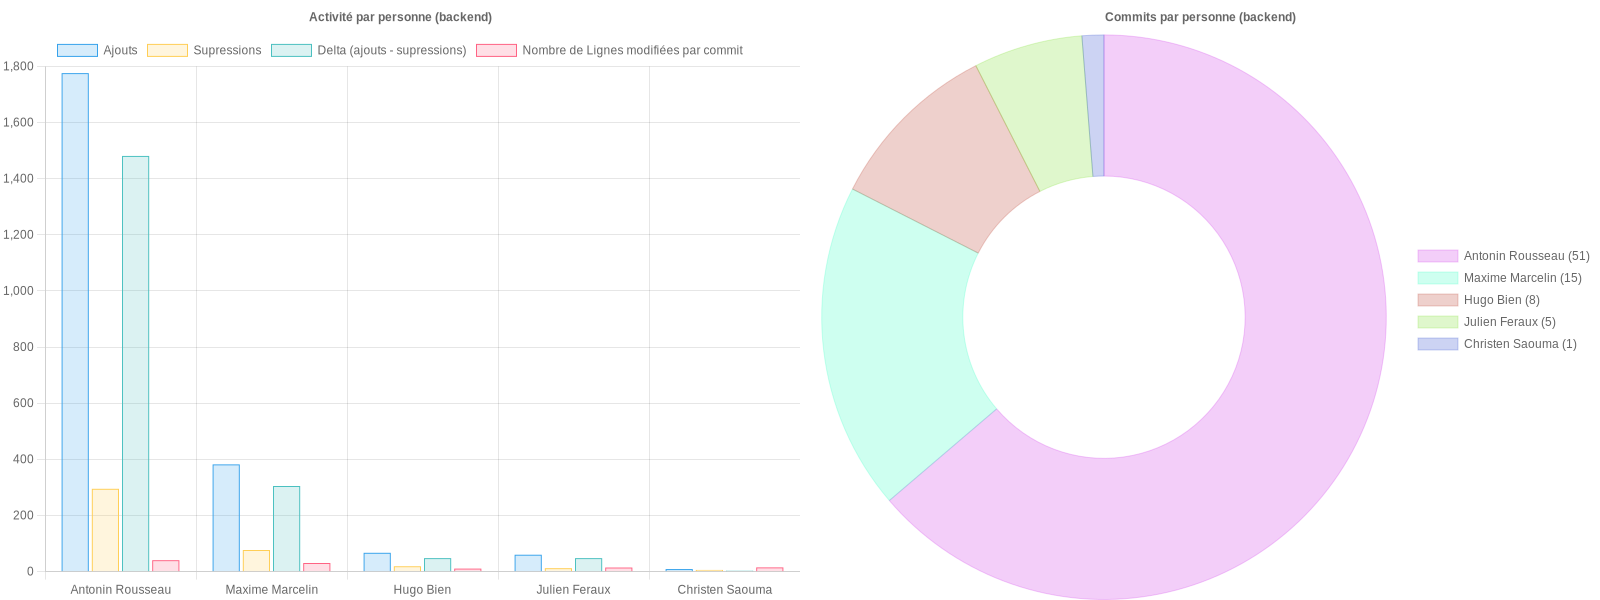 Activité par personne (backend)
Ajouts
Supressions
Delta (ajouts - supressions)
Nombre de Lignes modifiées par commit
1,800
1,600
1,400
1,200
1,000
800
600
400
200
0
Antonin Rousseau
Maxime Marcelin
Hugo Bien
Julien Feraux
Christen Saouma
Commits par personne (backend)
Antonin Rousseau (51)
Maxime Marcelin (15)
Hugo Bien (8)
Julien Feraux (5)
Christen Saouma (1)